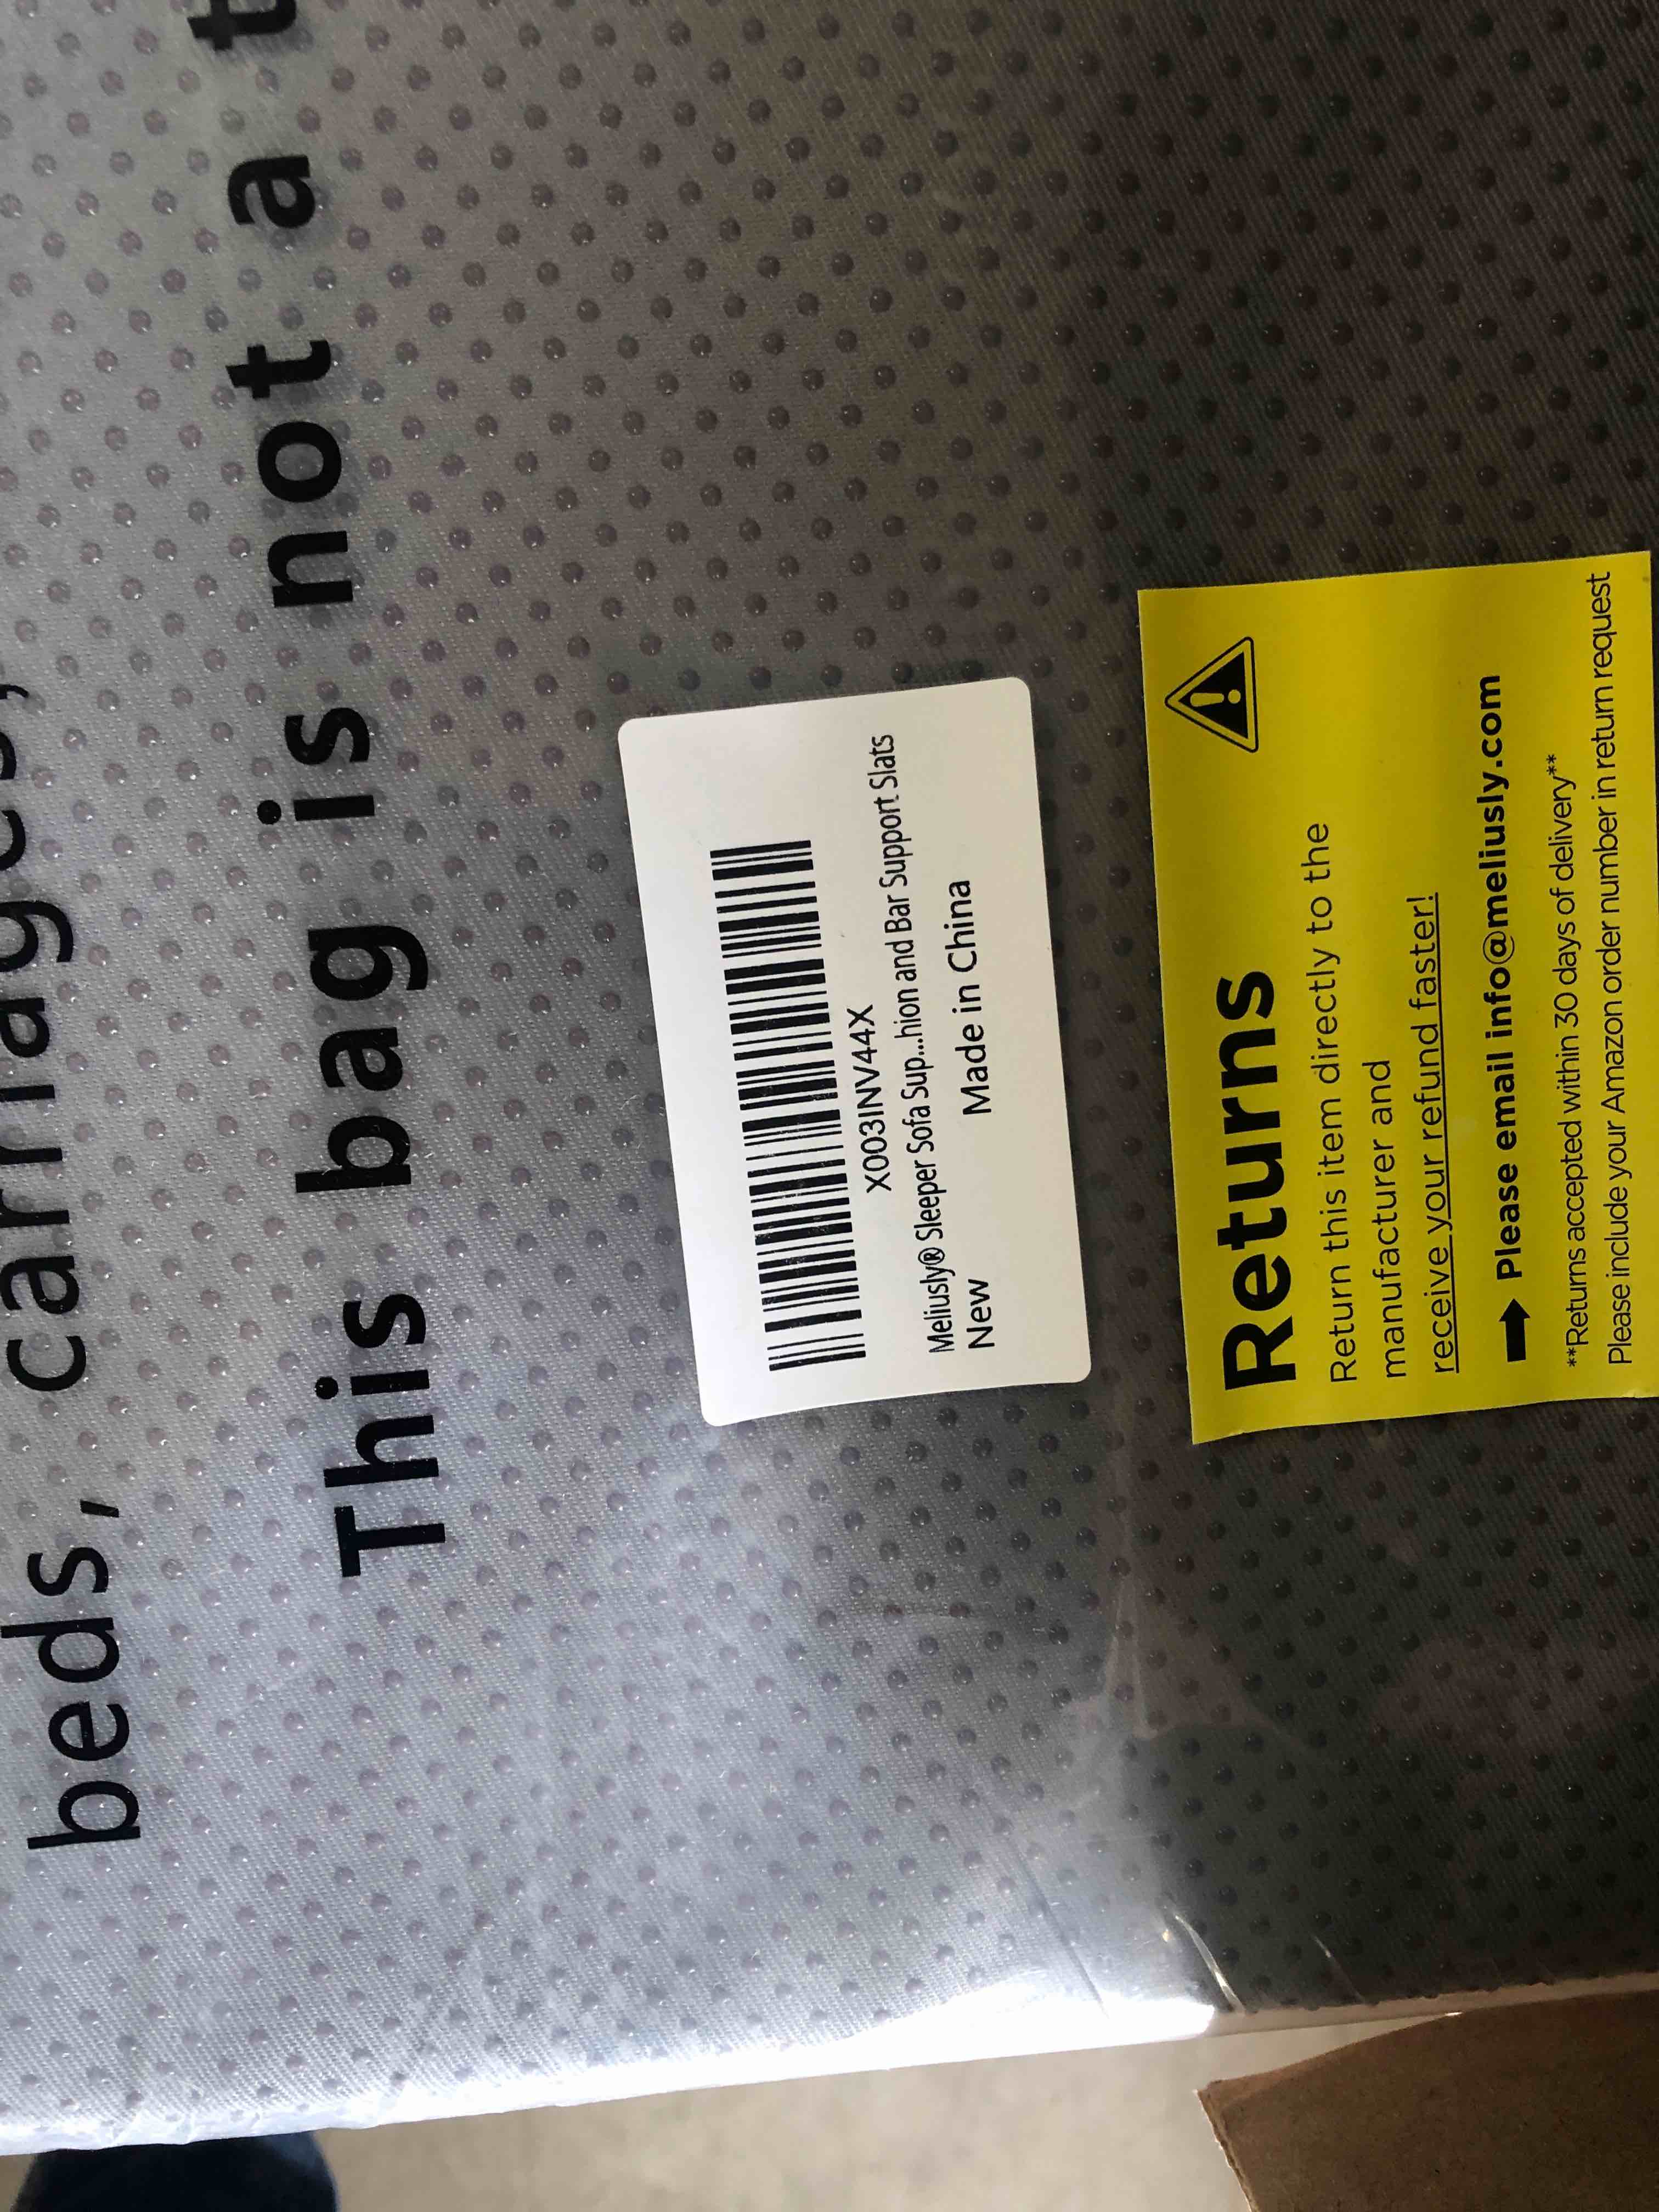 beds, carriages,
This bag is not a
X003INV44X
Meliusly® Sleeper Sofa Sup...hion and Bar Support Slats
New
Made in China
Returns
Return this item directly to the
manufacturer and
receive your refund faster!
Please email info@meliusly.com
**Returns accepted within 30 days of delivery**
Please include your Amazon order number in return request